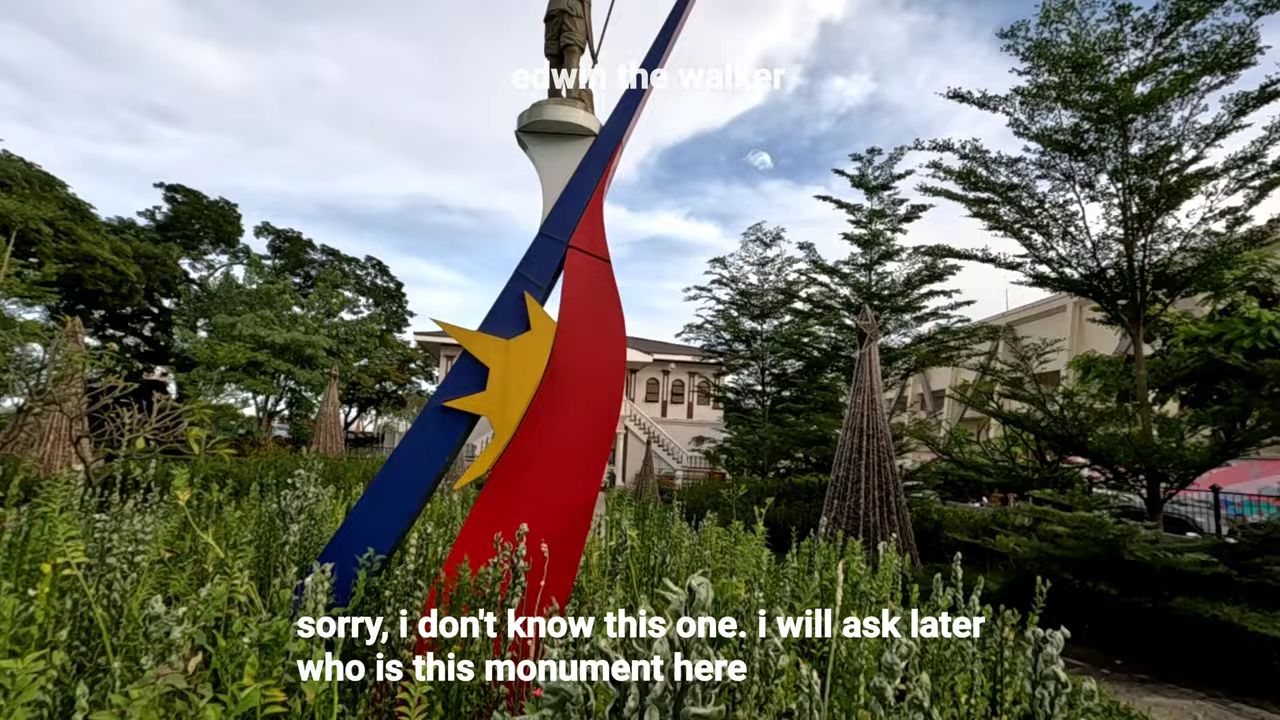 edwin the walker
sorry, i don't know this one. i will ask later
who is this monument here